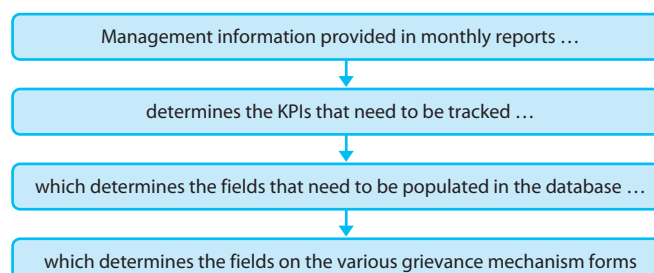 Management information provided in monthly reports …
determines the KPIs that need to be tracked …
which determines the fields that need to be populated in the database …
which determines the fields on the various grievance mechanism forms